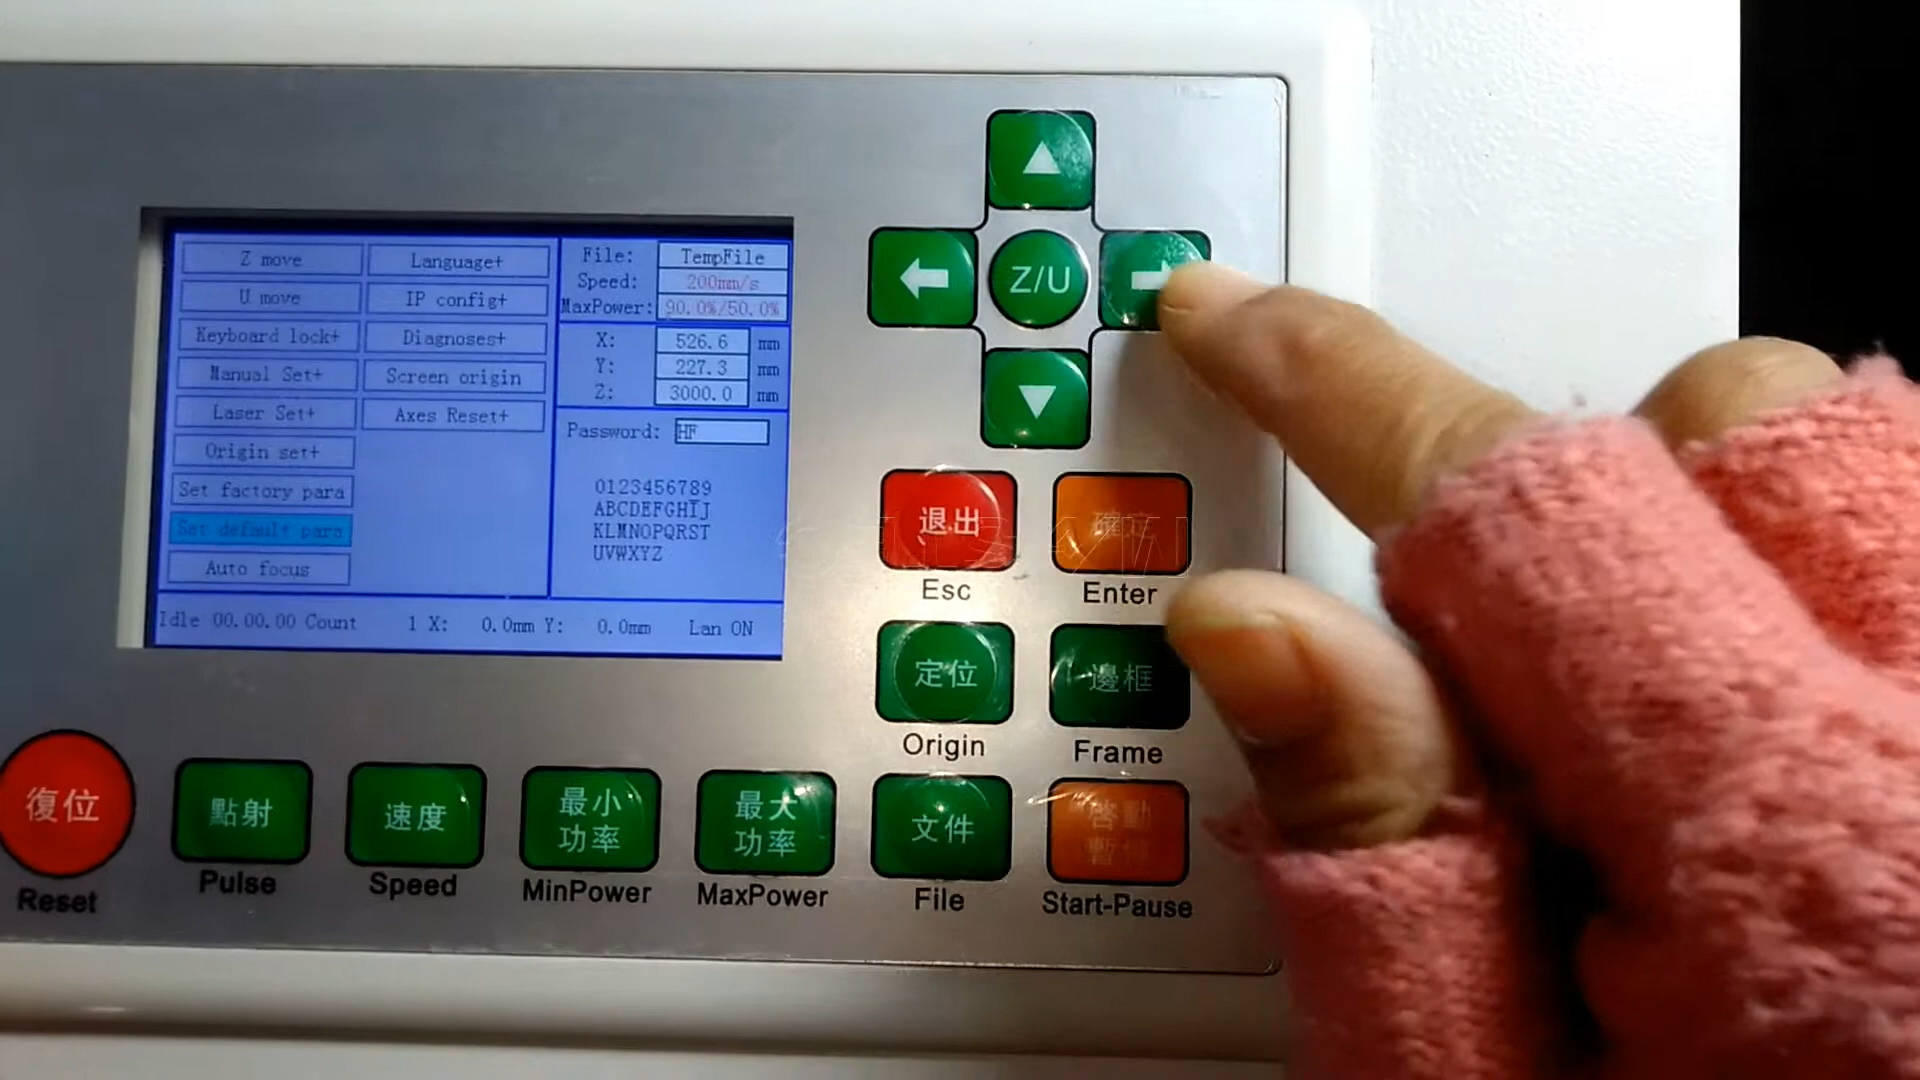 Z move
U move
Keyboard lock+
Manual Set+
Laser Set+
Origin set+
Set factory para
Set default para
Auto focus
Language+
IP config+
Diagnoses+
Screen origin
Axes Reset+
File: TempFile
Speed: 200mm/s
MaxPower: 90.0%/50.0%
X: 526.6 mm
Y: 227.3 mm
Z: 3000.0 mm
Password: HF
0123456789
ABCDEFGHIJ
KLMNOPQRST
UVWXYZ
Idle 00.00.00 Count 1 X: 0.0mm Y: 0.0mm Lan ON
Z/U
退出
Esc
確定
Enter
定位
Origin
邊框
Frame
復位
Reset
點射
Pulse
速度
Speed
最小
功率
MinPower
最大
功率
MaxPower
文件
File
啓動
暫停
Start-Pause